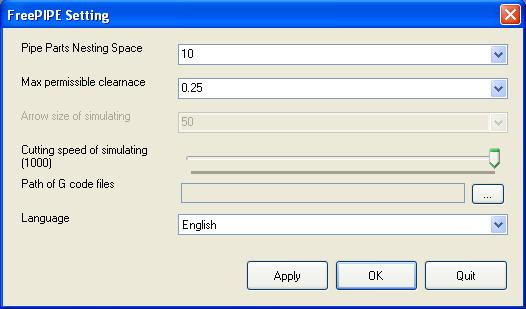 FreePIPE Setting
Pipe Parts Nesting Space
10
Max permissible clearnace
0.25
Arrow size of simulating
50
Cutting speed of simulating
(1000)
Path of G code files
...
Language
English
Apply
OK
Quit